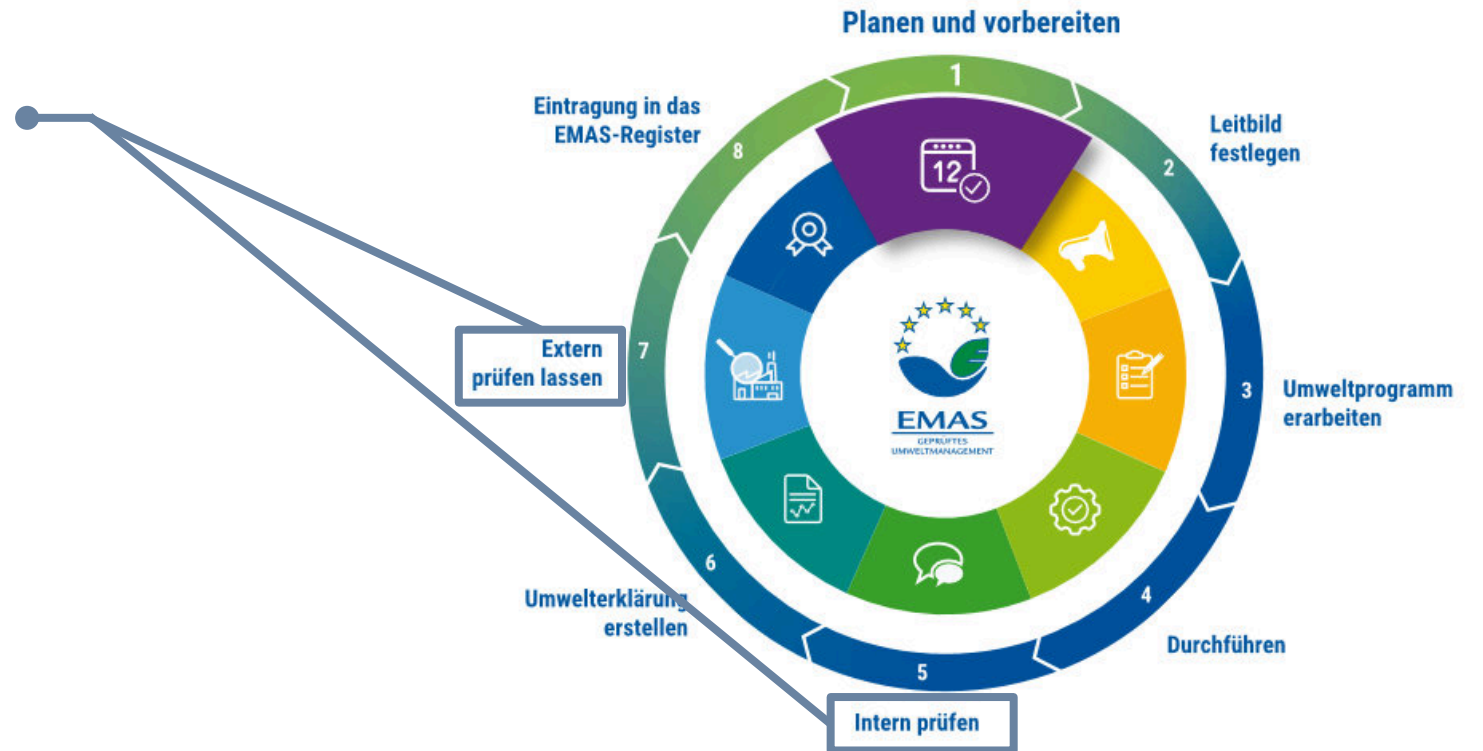 Planen und vorbereiten
1
Leitbild
festlegen
2
3
Umweltprogramm
erarbeiten
4
Durchführen
5
Intern prüfen
6
Umwelterklärung
erstellen
7
Extern
prüfen lassen
8
Eintragung in das
EMAS-Register
12
EMAS
GEPRÜFTES
UMWELTMANAGEMENT